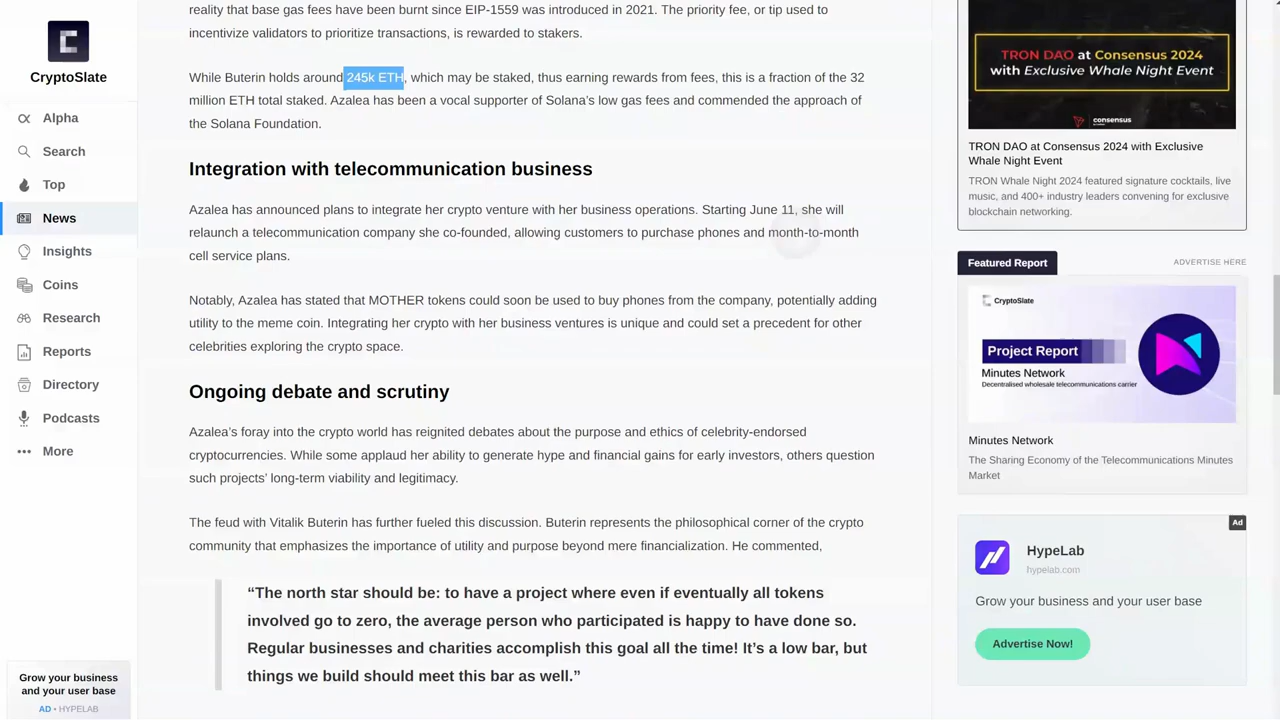 CryptoSlate
Alpha
Search
Top
News
Insights
Coins
Research
Reports
Directory
Podcasts
More
Grow your business
and your user base
AD • HYPELAB
reality that base gas fees have been burnt since EIP-1559 was introduced in 2021. The priority fee, or tip used to
incentivize validators to prioritize transactions, is rewarded to stakers.
While Buterin holds around 245k ETH, which may be staked, thus earning rewards from fees, this is a fraction of the 32
million ETH total staked. Azalea has been a vocal supporter of Solana’s low gas fees and commended the approach of
the Solana Foundation.
Integration with telecommunication business
Azalea has announced plans to integrate her crypto venture with her business operations. Starting June 11, she will
relaunch a telecommunication company she co-founded, allowing customers to purchase phones and month-to-month
cell service plans.
Notably, Azalea has stated that MOTHER tokens could soon be used to buy phones from the company, potentially adding
utility to the meme coin. Integrating her crypto with her business ventures is unique and could set a precedent for other
celebrities exploring the crypto space.
Ongoing debate and scrutiny
Azalea’s foray into the crypto world has reignited debates about the purpose and ethics of celebrity-endorsed
cryptocurrencies. While some applaud her ability to generate hype and financial gains for early investors, others question
such projects’ long-term viability and legitimacy.
The feud with Vitalik Buterin has further fueled this discussion. Buterin represents the philosophical corner of the crypto
community that emphasizes the importance of utility and purpose beyond mere financialization. He commented,
“The north star should be: to have a project where even if eventually all tokens
involved go to zero, the average person who participated is happy to have done so.
Regular businesses and charities accomplish this goal all the time! It’s a low bar, but
things we build should meet this bar as well.”
TRON DAO at Consensus 2024
with Exclusive Whale Night Event
consensus
TRON DAO at Consensus 2024 with Exclusive
Whale Night Event
TRON Whale Night 2024 featured signature cocktails, live
music, and 400+ industry leaders convening for exclusive
blockchain networking.
Featured Report
ADVERTISE HERE
CryptoSlate
Project Report
Minutes Network
Decentralised wholesale telecommunications carrier
Minutes Network
The Sharing Economy of the Telecommunications Minutes
Market
Ad
HypeLab
hypelab.com
Grow your business and your user base
Advertise Now!